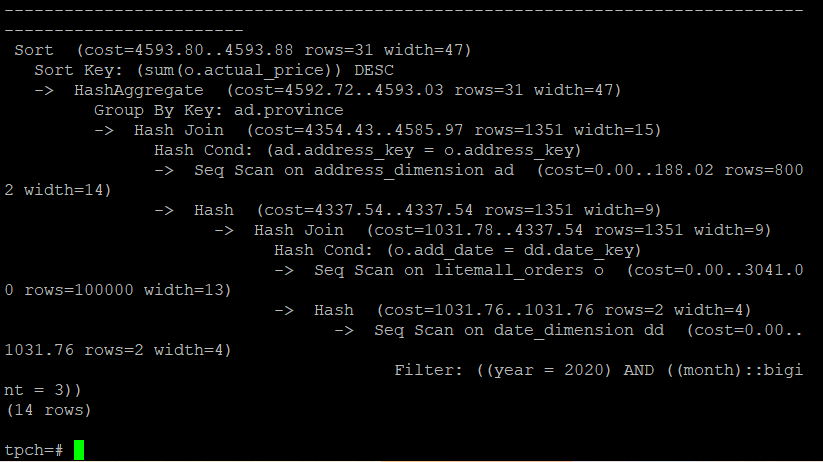 --------------------------------------------------------------------------------
------------------------
 Sort  (cost=4593.80..4593.88 rows=31 width=47)
   Sort Key: (sum(o.actual_price)) DESC
   ->  HashAggregate  (cost=4592.72..4593.03 rows=31 width=47)
         Group By Key: ad.province
         ->  Hash Join  (cost=4354.43..4585.97 rows=1351 width=15)
               Hash Cond: (ad.address_key = o.address_key)
               ->  Seq Scan on address_dimension ad  (cost=0.00..188.02 rows=800
2 width=14)
               ->  Hash  (cost=4337.54..4337.54 rows=1351 width=9)
                     ->  Hash Join  (cost=1031.78..4337.54 rows=1351 width=9)
                           Hash Cond: (o.add_date = dd.date_key)
                           ->  Seq Scan on litemall_orders o  (cost=0.00..3041.0
0 rows=100000 width=13)
                           ->  Hash  (cost=1031.76..1031.76 rows=2 width=4)
                                 ->  Seq Scan on date_dimension dd  (cost=0.00..
1031.76 rows=2 width=4)
                                       Filter: ((year = 2020) AND ((month)::bigi
nt = 3))
(14 rows)

tpch=#